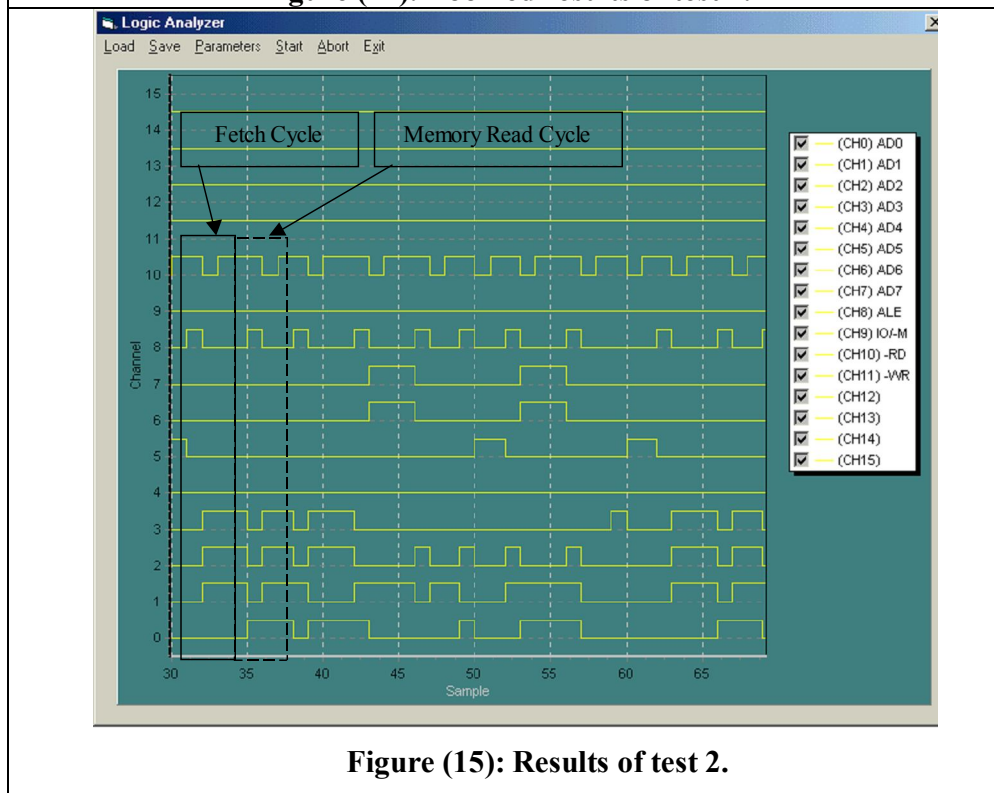 Logic Analyzer
Load Save Parameters Start Abort Exit
15
14
13
12
11
10
9
8
7
6
5
4
3
2
1
0
Channel
Fetch Cycle
Memory Read Cycle
30 35 40 45 50 55 60 65
Sample
(CH0) AD0
(CH1) AD1
(CH2) AD2
(CH3) AD3
(CH4) AD4
(CH5) AD5
(CH6) AD6
(CH7) AD7
(CH8) ALE
(CH9) IO/-M
(CH10) -RD
(CH11) -WR
(CH12)
(CH13)
(CH14)
(CH15)
Figure (15): Results of test 2.